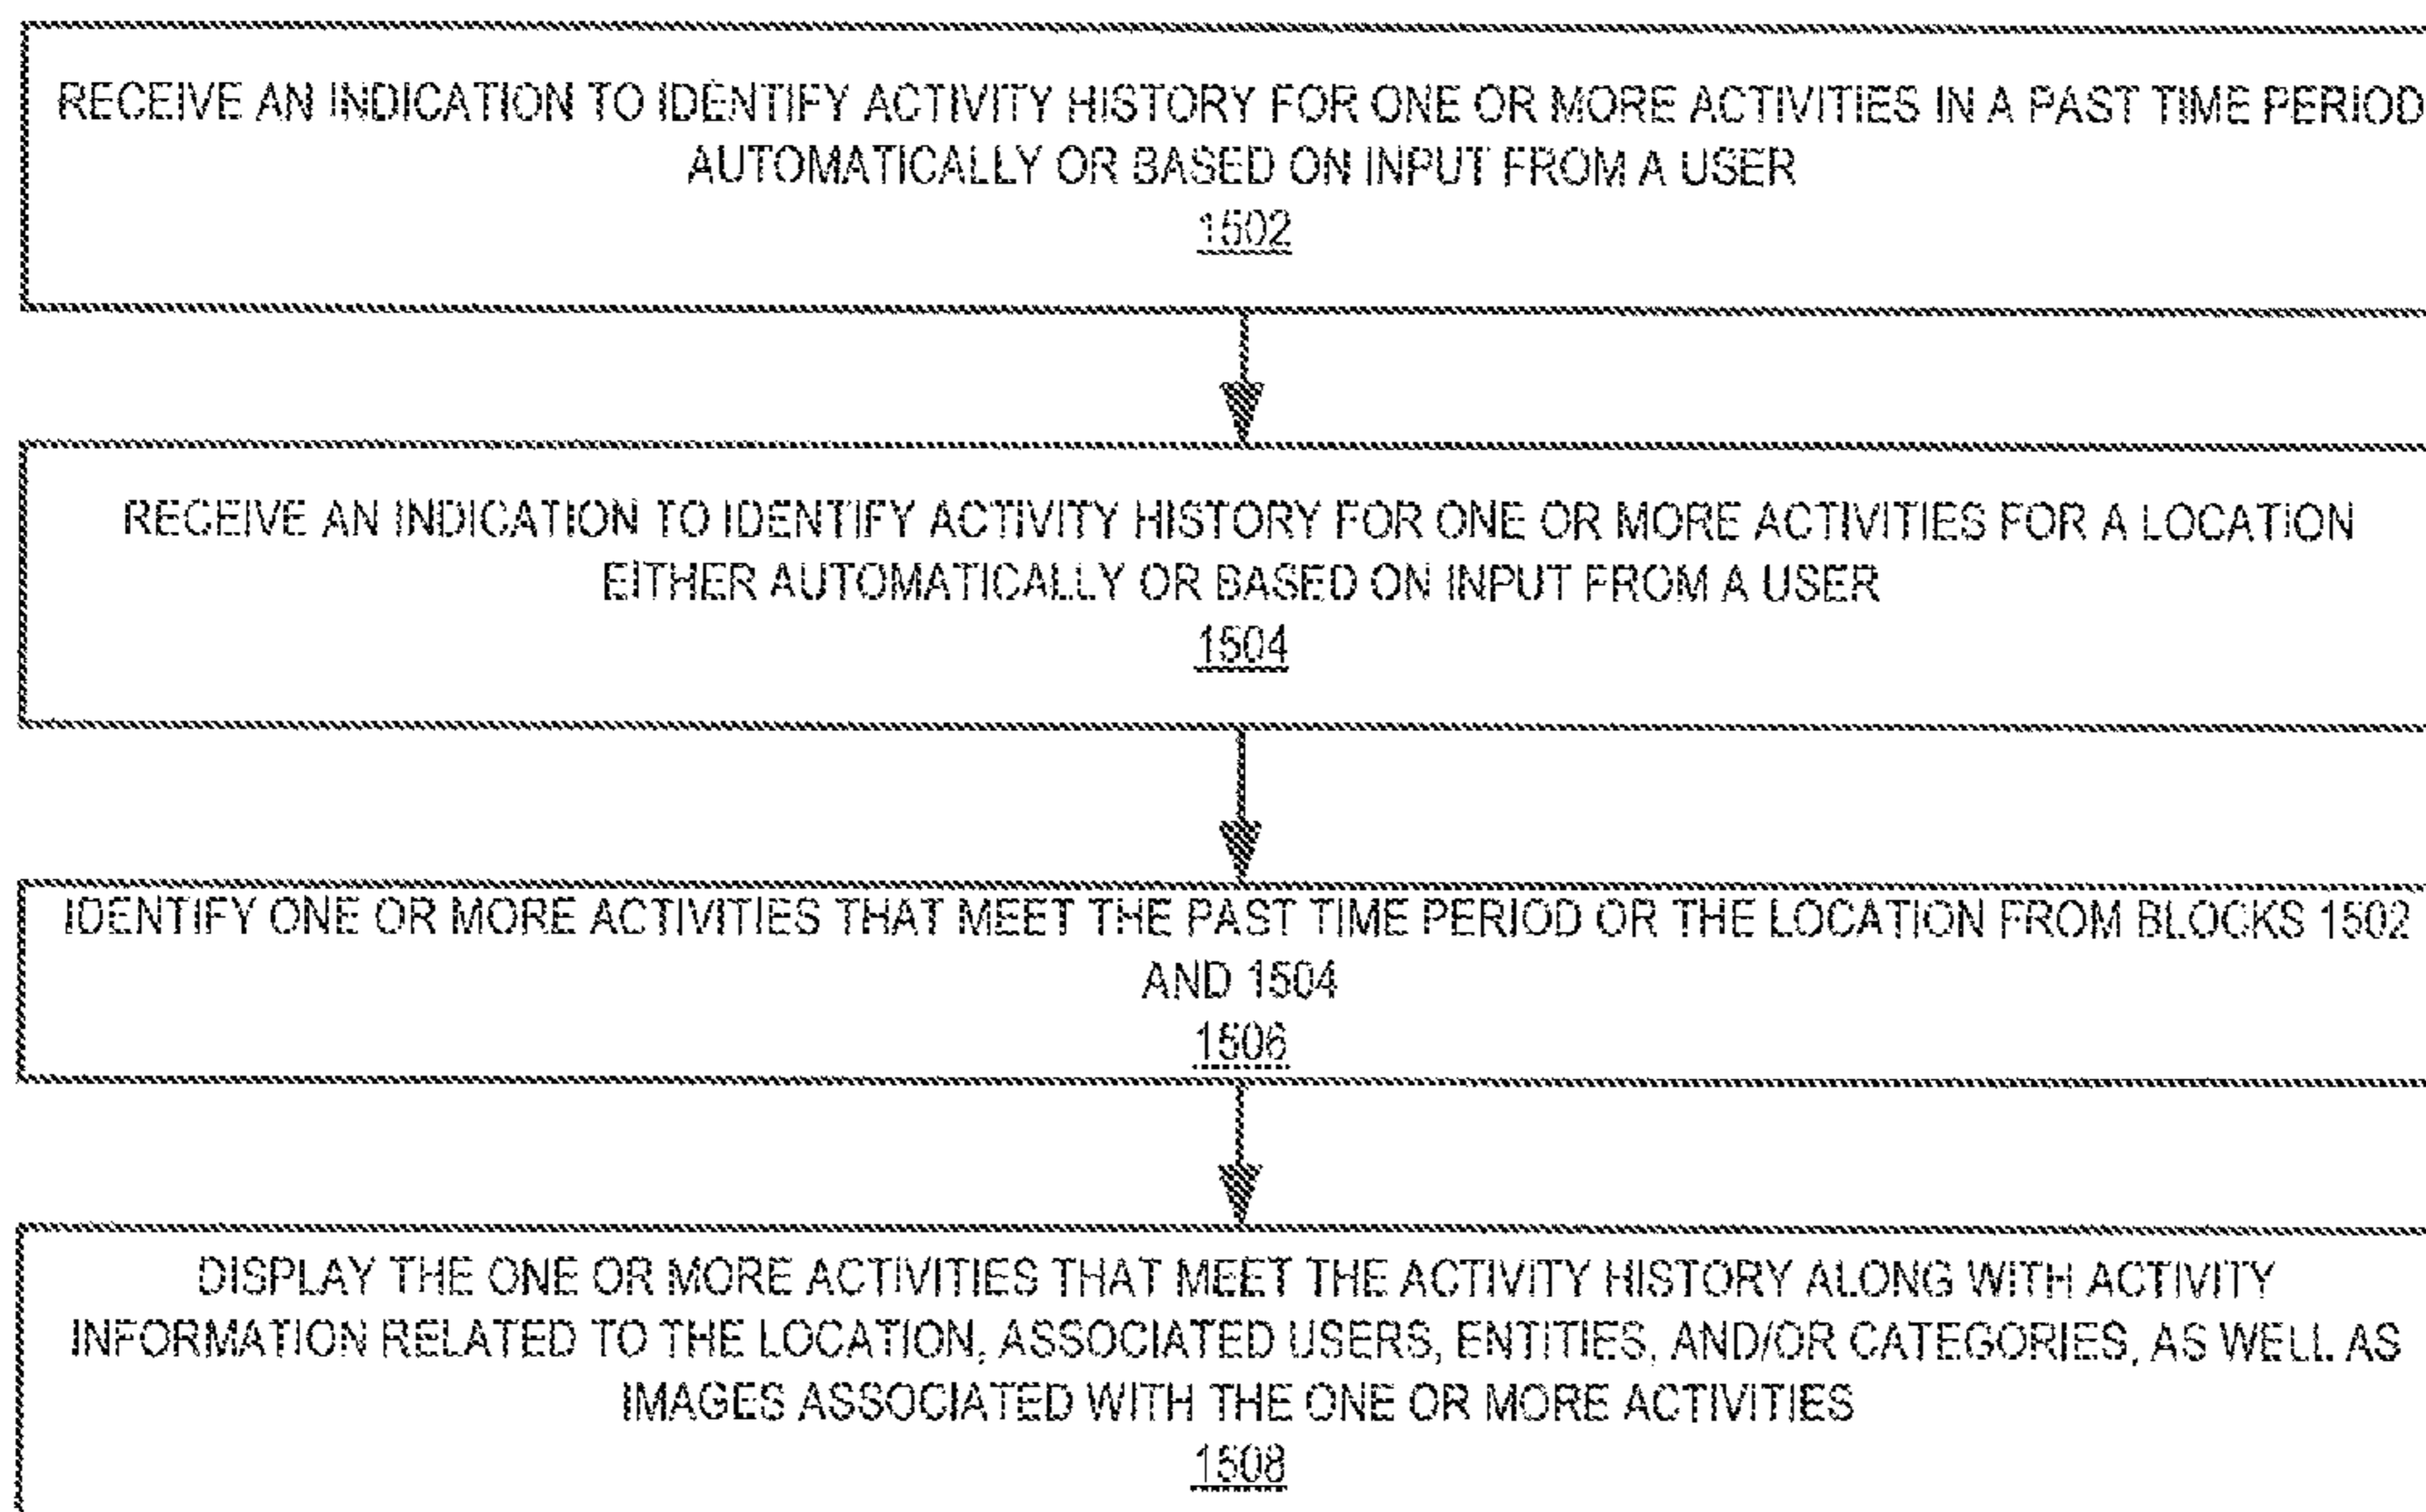 RECEIVE AN INDICATION TO IDENTIFY ACTIVITY HISTORY FOR ONE OR MORE ACTIVITIES IN A PAST TIME PERIOD
AUTOMATICALLY OR BASED ON INPUT FROM A USER
1502
RECEIVE AN INDICATION TO IDENTIFY ACTIVITY HISTORY FOR ONE OR MORE ACTIVITIES FOR A LOCATION
EITHER AUTOMATICALLY OR BASED ON INPUT FROM A USER
1504
IDENTIFY ONE OR MORE ACTIVITIES THAT MEET THE PAST TIME PERIOD OR THE LOCATION FROM BLOCKS 1502
AND 1504
1506
DISPLAY THE ONE OR MORE ACTIVITIES THAT MEET THE ACTIVITY HISTORY ALONG WITH ACTIVITY
INFORMATION RELATED TO THE LOCATION, ASSOCIATED USERS, ENTITIES, AND/OR CATEGORIES, AS WELL AS
IMAGES ASSOCIATED WITH THE ONE OR MORE ACTIVITIES
1508